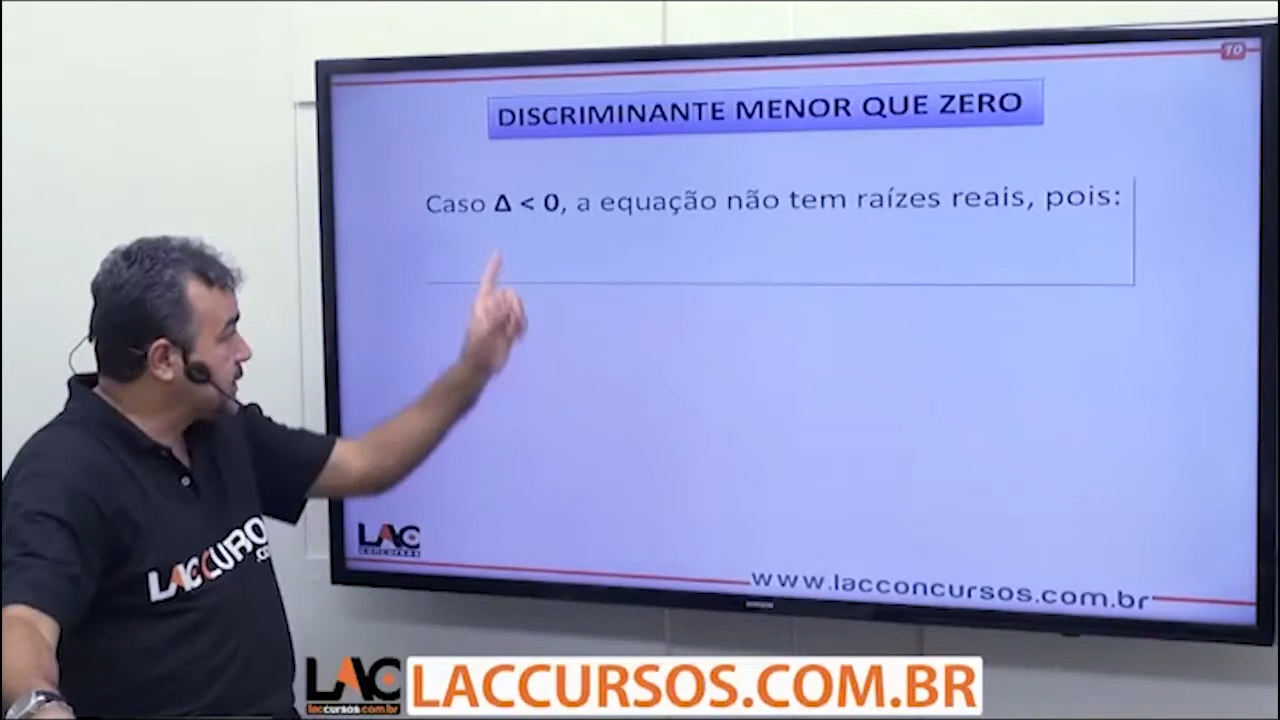 10
DISCRIMINANTE MENOR QUE ZERO
Caso Δ < 0, a equação não tem raízes reais, pois:
LAC
CONCURSOS
www.lacconcursos.com.br
LAC
laccursos.com.br
LACCURSOS.COM.BR